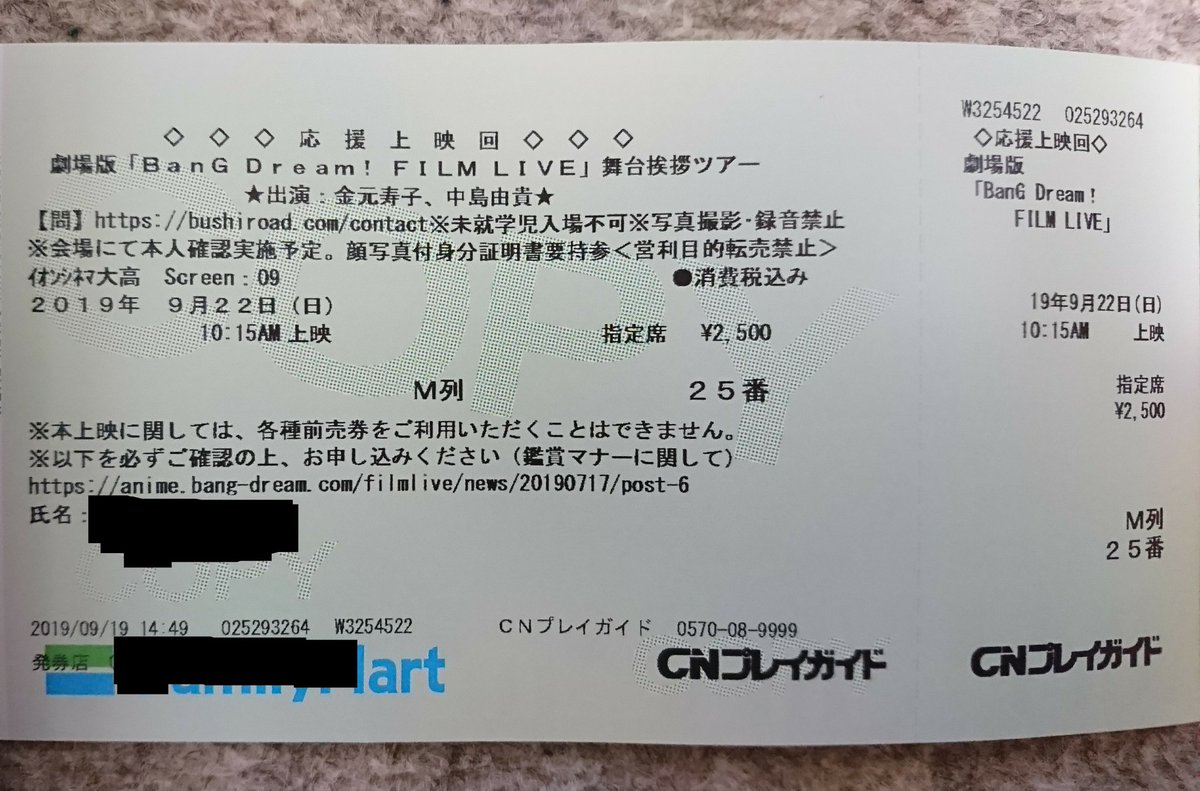 ◇ ◇ ◇ 応 援 上 映 回 ◇ ◇ ◇
劇場版「ＢａｎＧ Ｄｒｅａｍ！ ＦＩＬＭ ＬＩＶＥ」舞台挨拶ツアー
★出演：金元寿子、中島由貴★
【問】https://bushiroad.com/contact※未就学児入場不可※写真撮影・録音禁止
※会場にて本人確認実施予定。顔写真付身分証明書要持参＜営利目的転売禁止＞
ｲｵﾝｼﾈﾏ大高 Screen：09 ●消費税込み
２０１９年 ９月２２日（日）
10:15AM 上映 指定席 ¥2,500
Ｍ列 ２５番
※本上映に関しては、各種前売券をご利用いただくことはできません。
※以下を必ずご確認の上、お申し込みください（鑑賞マナーに関して）
https://anime.bang-dream.com/filmlive/news/20190717/post-6
氏名：
2019/09/19 14:49 025293264 W3254522 ＣＮプレイガイド 0570-08-9999
発券店
CNプレイガイド
W3254522 025293264
◇応援上映回◇
劇場版
「BanG Dream！
FILM LIVE」
19年9月22日(日)
10:15AM 上映
指定席
¥2,500
Ｍ列
２５番
CNプレイガイド
COPY
COPY